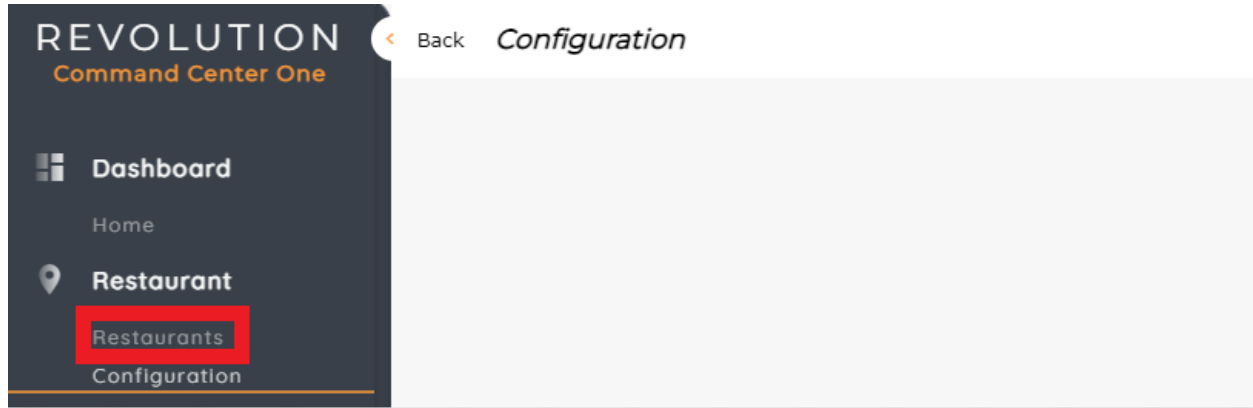 REVOLUTION
Command Center One
Back Configuration
Dashboard
Home
Restaurant
Restaurants
Configuration